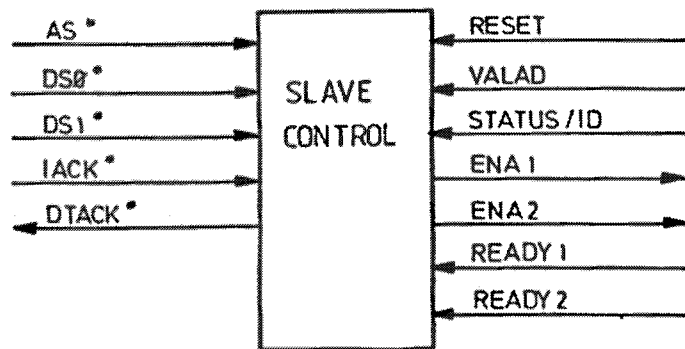 AS*
DS0*
DS1*
IACK*
DTACK*
SLAVE
CONTROL
RESET
VALAD
STATUS/ID
ENA1
ENA2
READY1
READY2